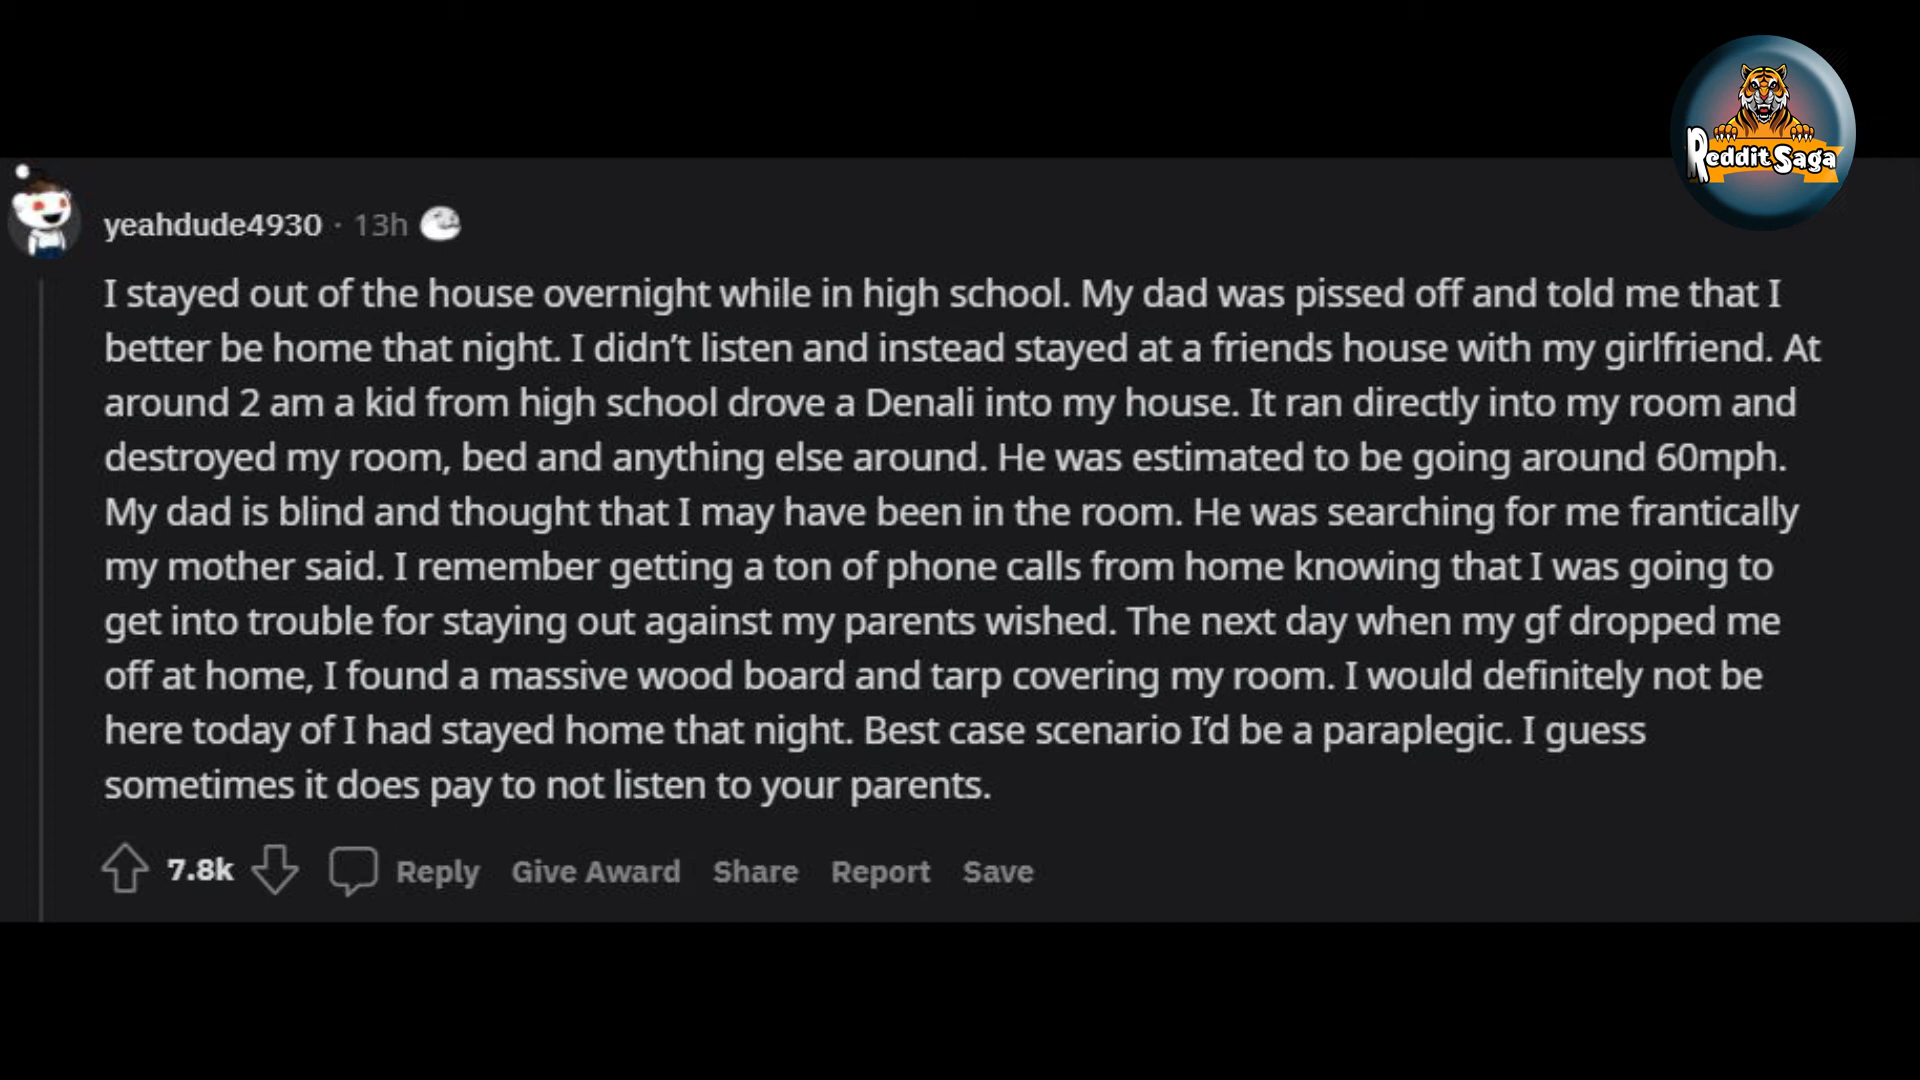 Reddit Saga
yeahdude4930 · 13h
I stayed out of the house overnight while in high school. My dad was pissed off and told me that I
better be home that night. I didn’t listen and instead stayed at a friends house with my girlfriend. At
around 2 am a kid from high school drove a Denali into my house. It ran directly into my room and
destroyed my room, bed and anything else around. He was estimated to be going around 60mph.
My dad is blind and thought that I may have been in the room. He was searching for me frantically
my mother said. I remember getting a ton of phone calls from home knowing that I was going to
get into trouble for staying out against my parents wished. The next day when my gf dropped me
off at home, I found a massive wood board and tarp covering my room. I would definitely not be
here today of I had stayed home that night. Best case scenario I’d be a paraplegic. I guess
sometimes it does pay to not listen to your parents.
7.8k Reply Give Award Share Report Save